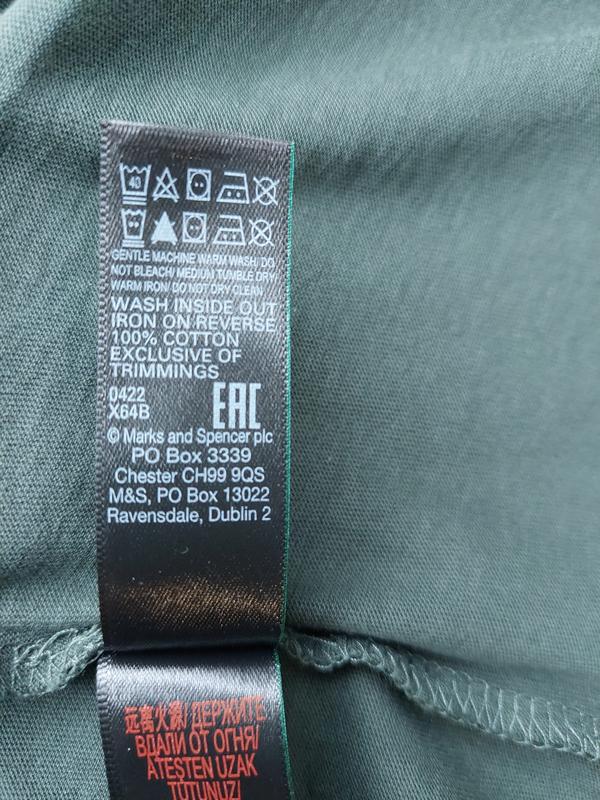 40
GENTLE MACHINE WARM WASH/ DO
NOT BLEACH/ MEDIUM TUMBLE DRY/
WARM IRON/ DO NOT DRY CLEAN
WASH INSIDE OUT
IRON ON REVERSE
100% COTTON
EXCLUSIVE OF
TRIMMINGS
0422
X64B
EAC
© Marks and Spencer plc
PO Box 3339
Chester CH99 9QS
M&S, PO Box 13022
Ravensdale, Dublin 2
远离火源/ ДЕРЖИТЕ
ВДАЛИ ОТ ОГНЯ/
ATEŞTEN UZAK
TUTUNUZ/